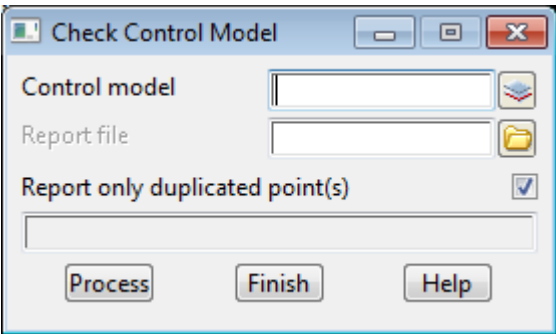 Check Control Model
Control model
Report file
Report only duplicated point(s)
Process Finish Help